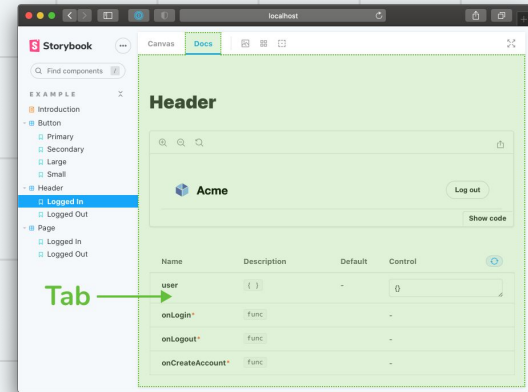 localhost
Storybook
Canvas Docs
Find components /
EXAMPLE
Introduction
Button
Primary
Secondary
Large
Small
Header
Logged In
Logged Out
Page
Logged In
Logged Out
Header
Acme
Log out
Show code
Name Description Default Control
user { } - {}
onLogin* func -
onLogout* func -
onCreateAccount* func -
Tab